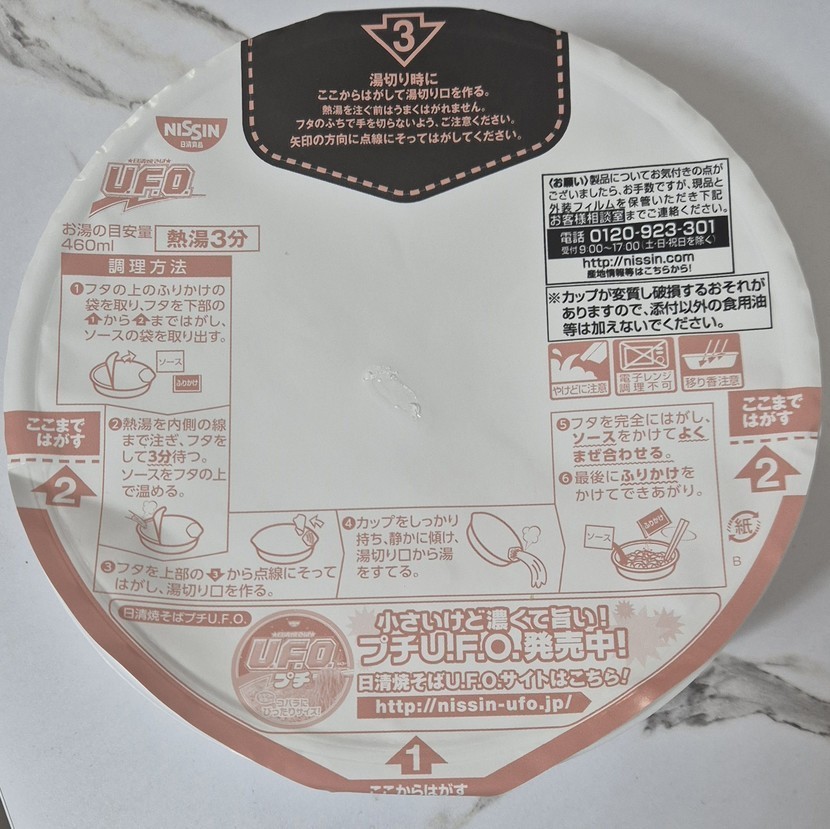 3
湯切り時に
ここからはがして湯切り口を作る。
熱湯を注ぐ前はうまくはがれません。
フタのふちで手を切らないよう、ご注意ください。
矢印の方向に点線にそってはがしてください。
NISSIN
日清食品
U.F.O.
お湯の目安量
460ml
熱湯3分
調理方法
❶フタの上のふりかけの
袋を取り、フタを下部の
1から2まではがし、
ソースの袋を取り出す。
ソース
ふりかけ
ここまで
はがす
2
❷熱湯を内側の線
まで注ぎ、フタを
して3分待つ。
ソースをフタの上
で温める。
❸フタを上部の3から点線にそって
はがし、湯切り口を作る。
❹カップをしっかり
持ち、静かに傾け、
湯切り口から湯
をすてる。
〈お願い〉製品についてお気付きの点が
ございましたら、お手数ですが、現品と
外装フィルムを保管いただき下記
お客様相談室までご連絡ください。
電話 0120-923-301
受付 9:00~17:00(土・日・祝日を除く)
http://nissin.com
産地情報等はこちらから!
※カップが変質し破損するおそれが
ありますので、添付以外の食用油
等は加えないでください。
やけどに注意
電子レンジ
調理不可
移り香注意
❺フタを完全にはがし、
ソースをかけてよく
まぜ合わせる。
❻最後にふりかけを
かけてできあがり。
ソース
ふりかけ
ここまで
はがす
2
紙
B
日清焼そばプチU.F.O.
U.F.O.
プチ
コバラに
ぴったりサイズ!
小さいけど濃くて旨い!
プチU.F.O.発売中!
日清焼そばU.F.O.サイトはこちら!
http://nissin-ufo.jp/
1
ここからはがす